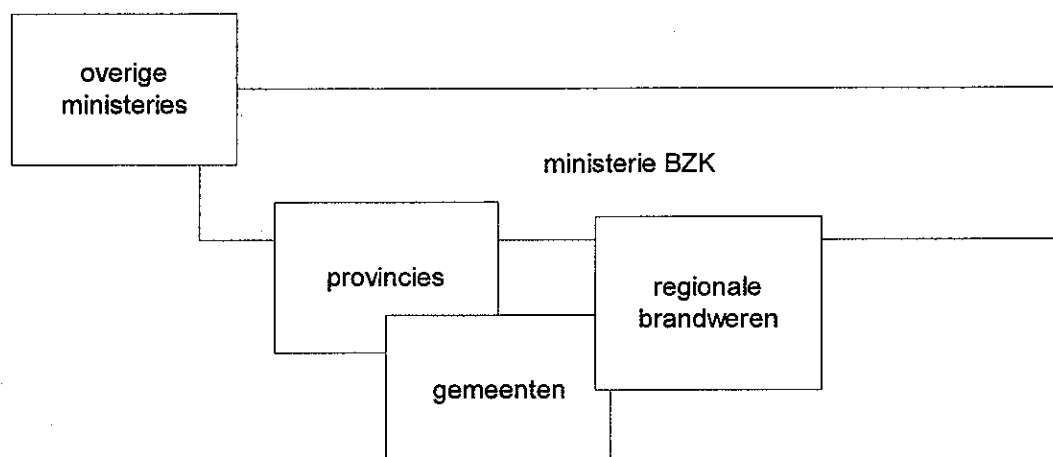 overige
ministeries
ministerie BZK
provincies
regionale
brandweren
gemeenten